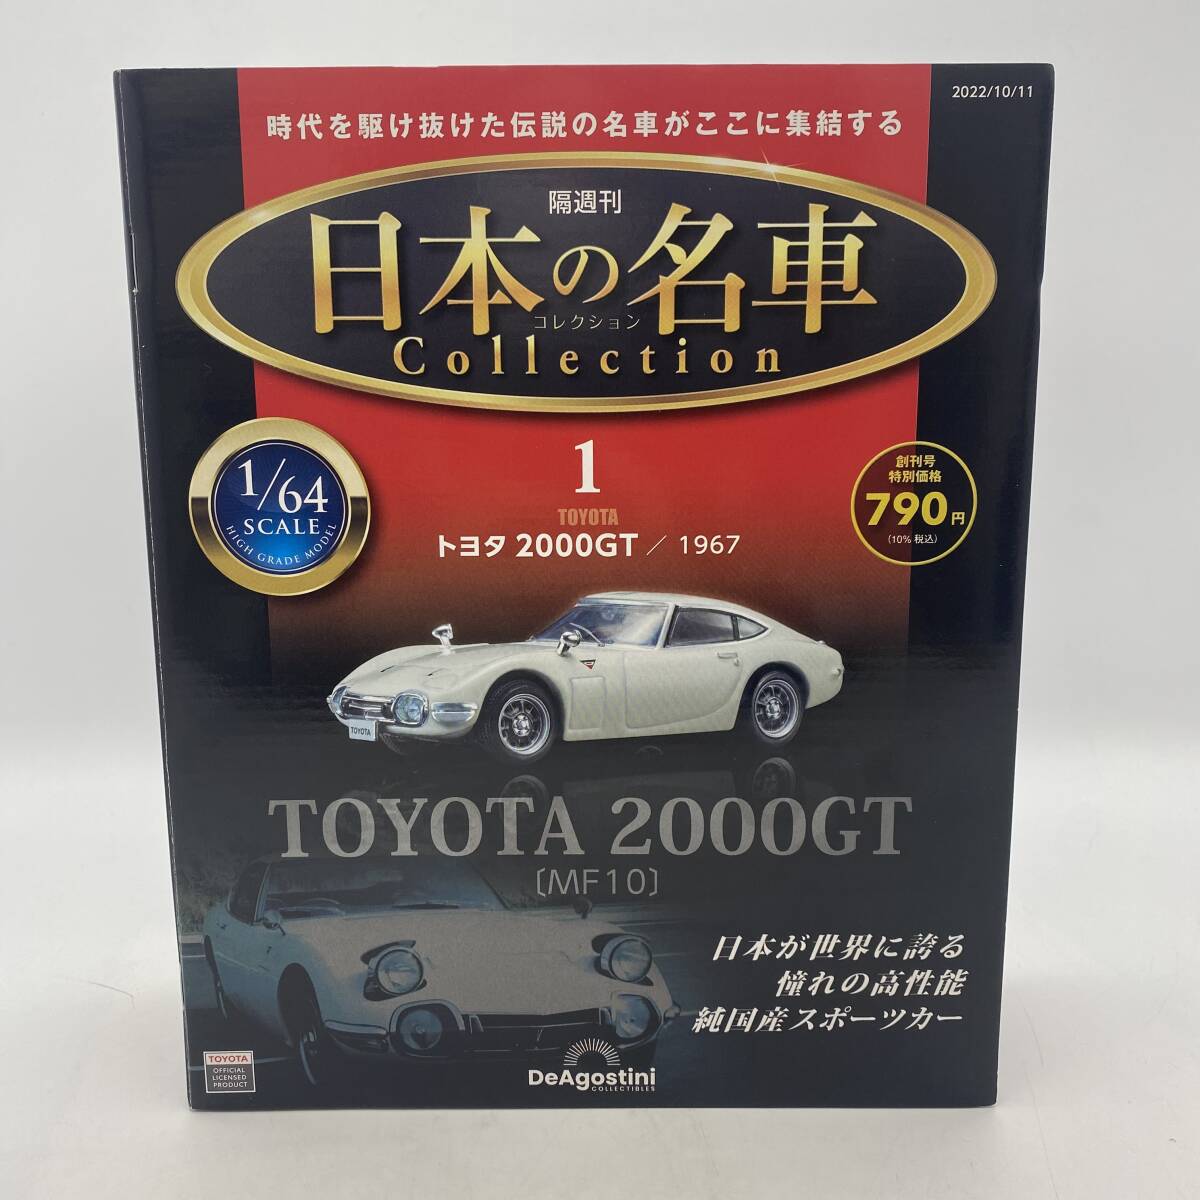 2022/10/11
時代を駆け抜けた伝説の名車がここに集結する
隔週刊
日本の名車
コレクション
Collection
1/64
SCALE
HIGH GRADE MODEL
1
TOYOTA
トヨタ 2000GT / 1967
創刊号
特別価格
790円
(10% 税込)
TOYOTA
TOYOTA 2000GT
〔MF10〕
日本が世界に誇る
憧れの高性能
純国産スポーツカー
TOYOTA
OFFICIAL
LICENSED
PRODUCT
DeAgostini
COLLECTIBLES